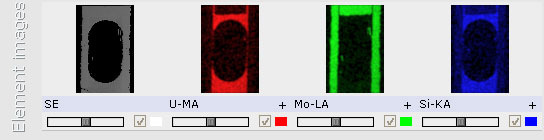 Element images
SE U-MA + Mo-LA + Si-KA +